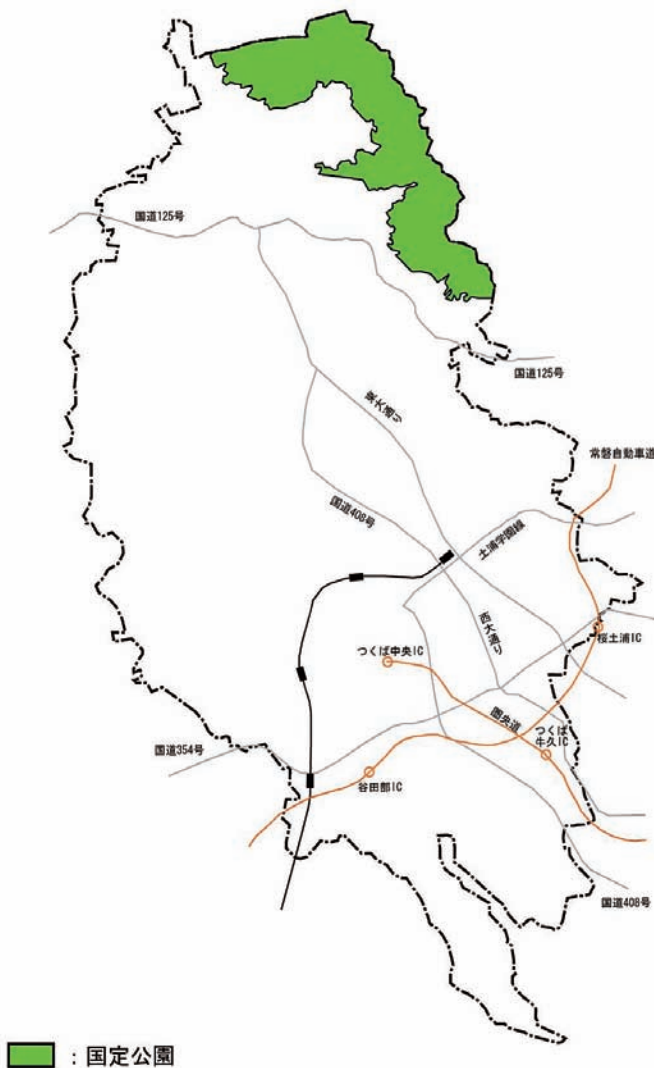 国道125号
国道125号
東大通り
常磐自動車道
国道408号
土浦学園線
西大通り
桜土浦IC
つくば中央IC
圏央道
つくば
牛久IC
国道354号
谷田部IC
国道408号
：国定公園